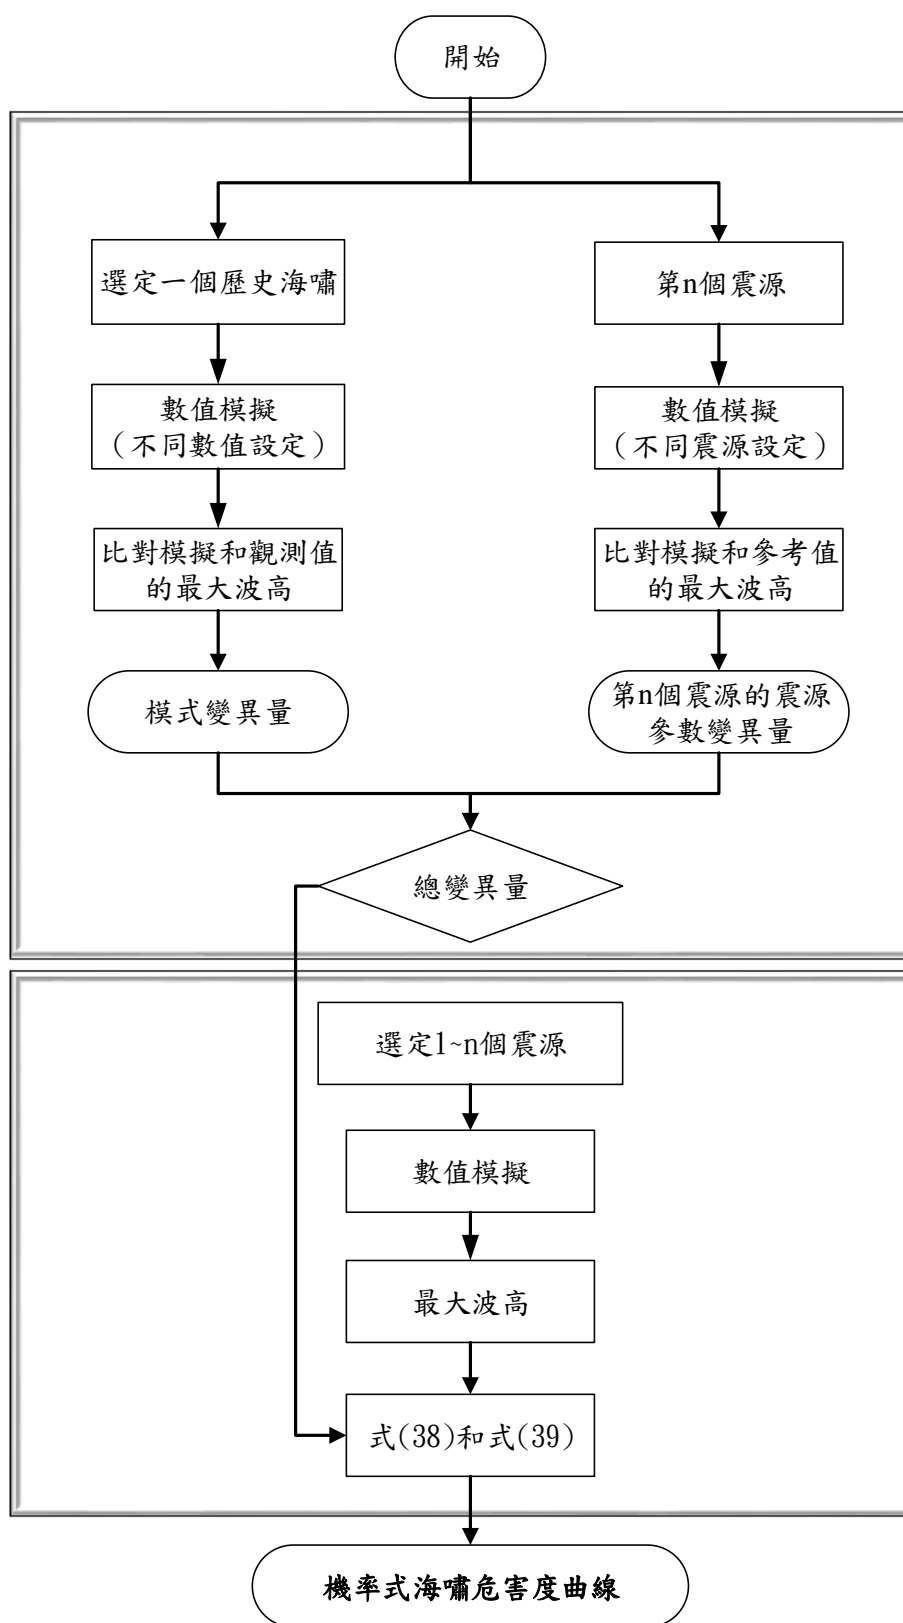 開始
選定一個歷史海嘯
數值模擬
(不同數值設定)
比對模擬和觀測值
的最大波高
模式變異量
第n個震源
數值模擬
(不同震源設定)
比對模擬和參考值
的最大波高
第n個震源的震源
參數變異量
總變異量
選定1~n個震源
數值模擬
最大波高
式(38)和式(39)
機率式海嘯危害度曲線